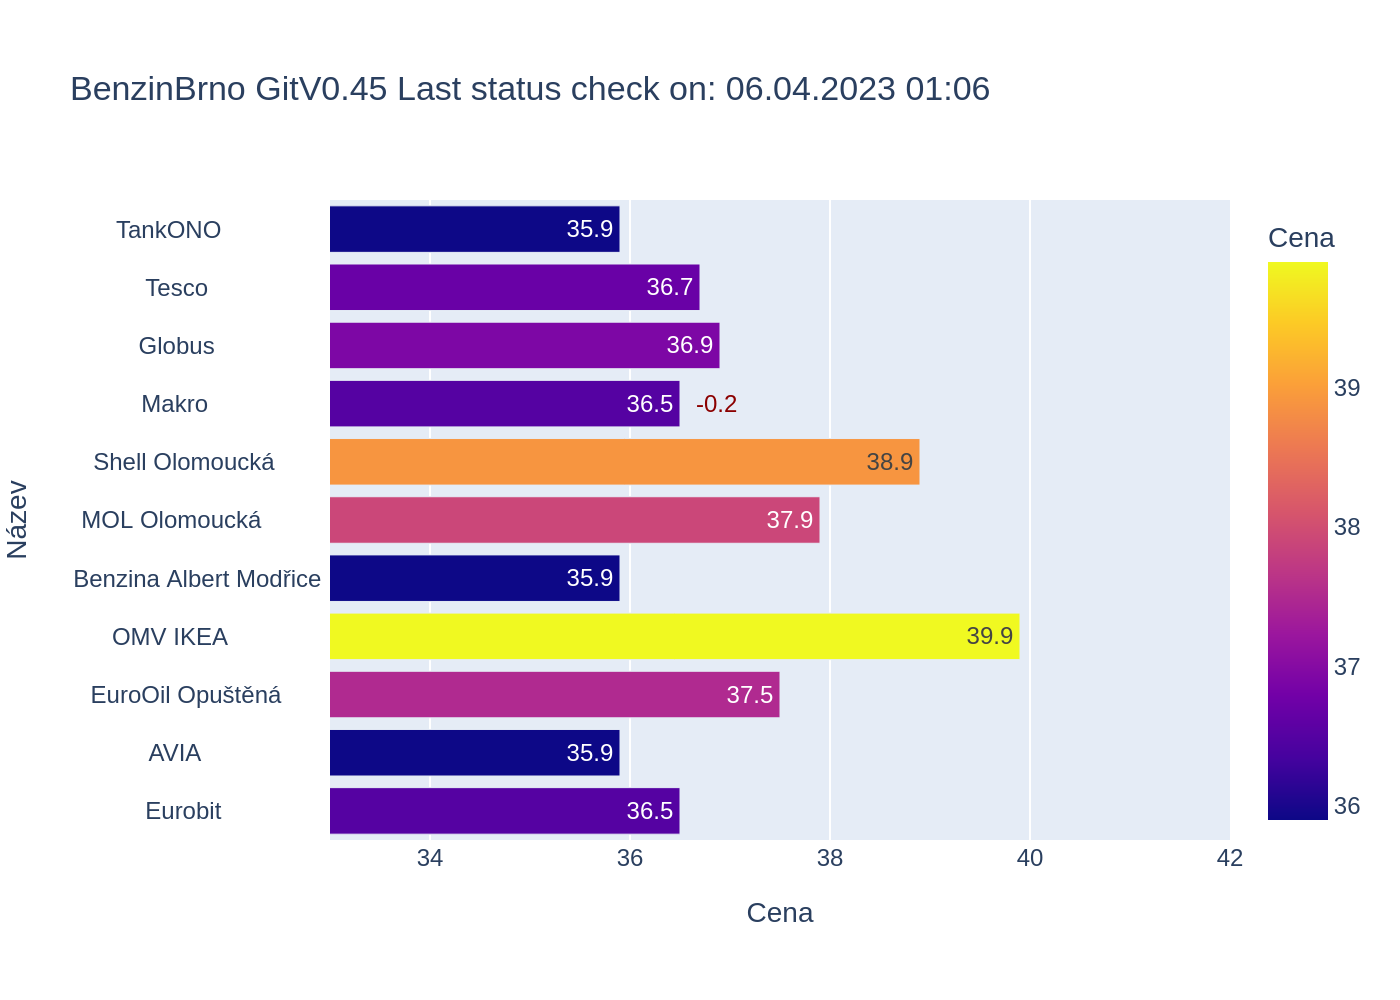 BenzinBrno GitV0.45 Last status check on: 06.04.2023 01:06
Cena
TankONO 35.9
Tesco 36.7
Globus 36.9
Makro 36.5 -0.2
Shell Olomoucká 38.9
MOL Olomoucká 37.9
Benzina Albert Modřice 35.9
OMV IKEA 39.9
EuroOil Opuštěná 37.5
AVIA 35.9
Eurobit 36.5
Název
39
38
37
36
34 36 38 40 42
Cena